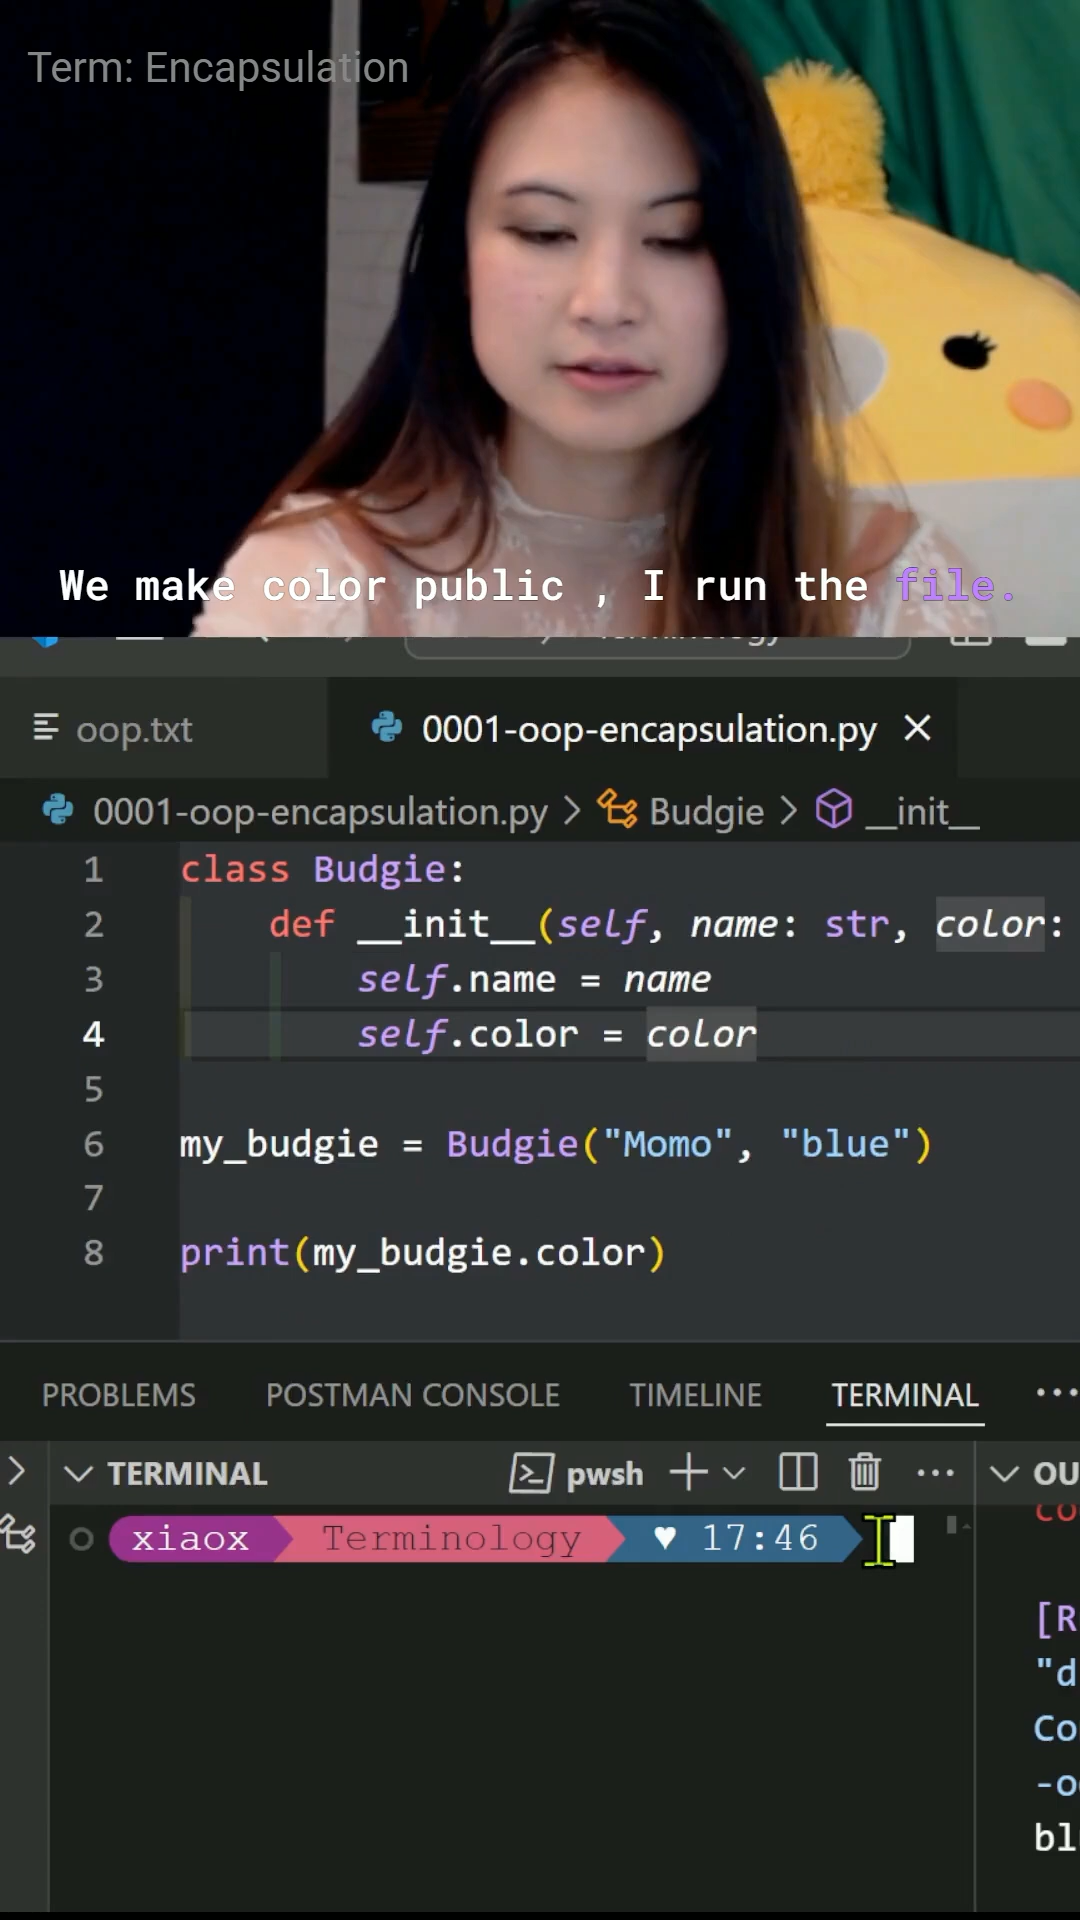 Term: Encapsulation
We make color public , I run the file.
oop.txt
0001-oop-encapsulation.py
0001-oop-encapsulation.py > Budgie > __init__
1 class Budgie:
2 def __init__(self, name: str, color:
3 self.name = name
4 self.color = color
5
6 my_budgie = Budgie("Momo", "blue")
7
8 print(my_budgie.color)
PROBLEMS POSTMAN CONSOLE TIMELINE TERMINAL ...
TERMINAL pwsh ... OU
xiaox Terminology ♥ 17:46
[R
"d
Co
bl